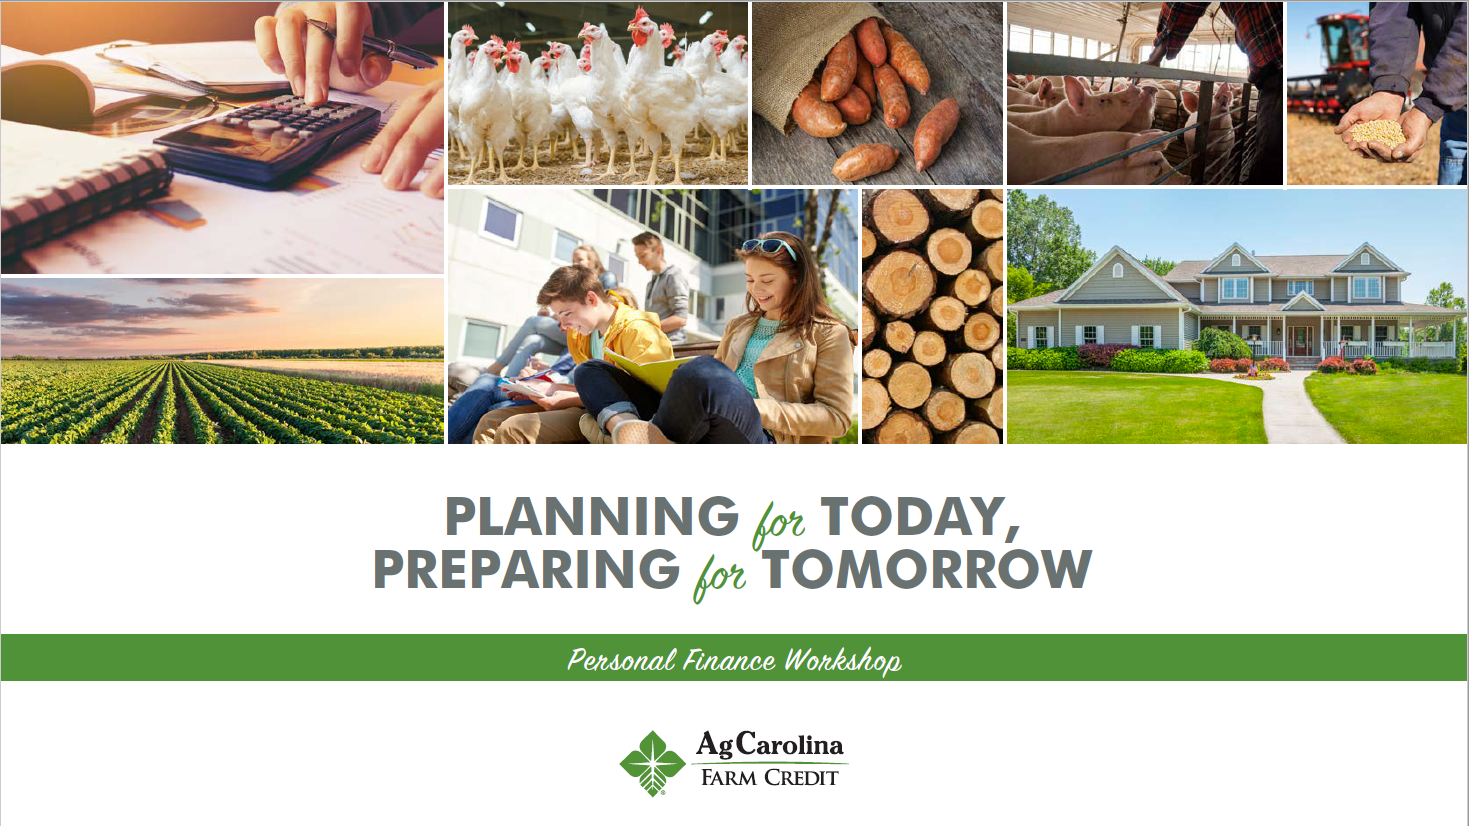 PLANNING for TODAY,
PREPARING for TOMORROW
Personal Finance Workshop
AgCarolina
FARM CREDIT